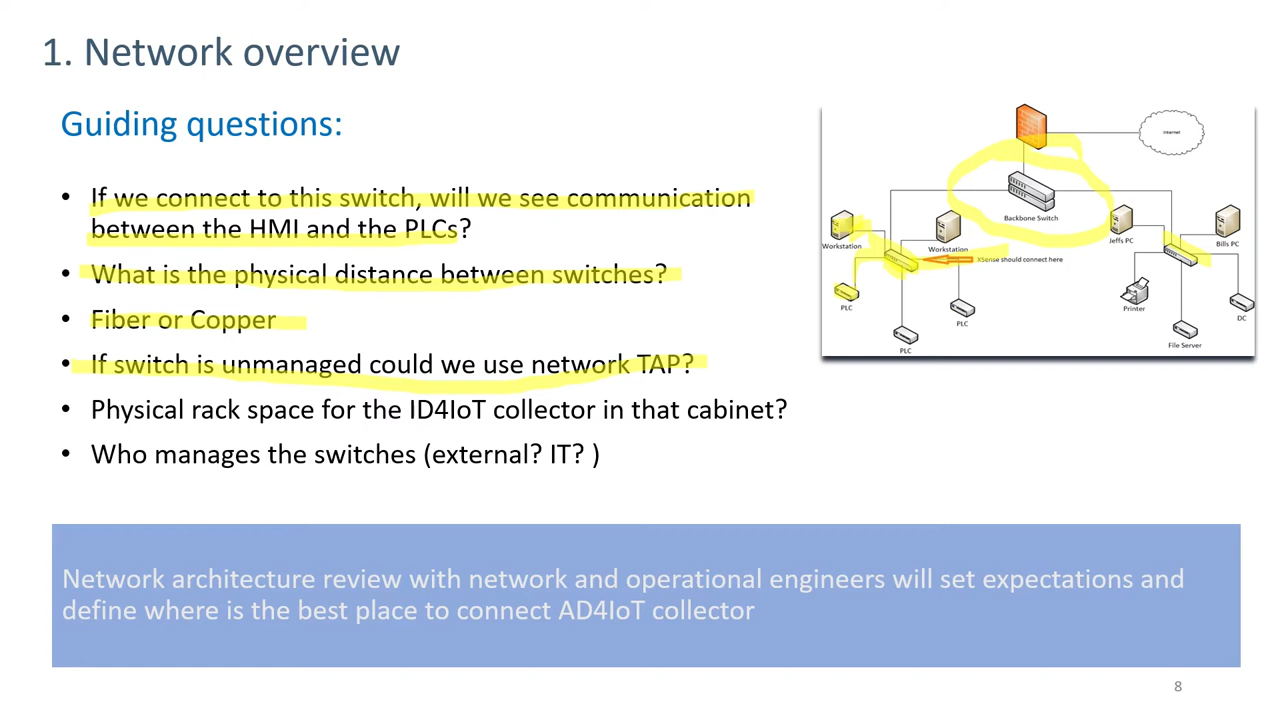 1. Network overview
Guiding questions:
• If we connect to this switch, will we see communication
between the HMI and the PLCs?
• What is the physical distance between switches?
• Fiber or Copper
• If switch is unmanaged could we use network TAP?
• Physical rack space for the ID4IoT collector in that cabinet?
• Who manages the switches (external? IT? )
Internet
Backbone Switch
Workstation
Workstation
Jeffs PC
Bills PC
XSense should connect here
PLC
PLC
PLC
Printer
File Server
DC
Network architecture review with network and operational engineers will set expectations and
define where is the best place to connect AD4IoT collector
8